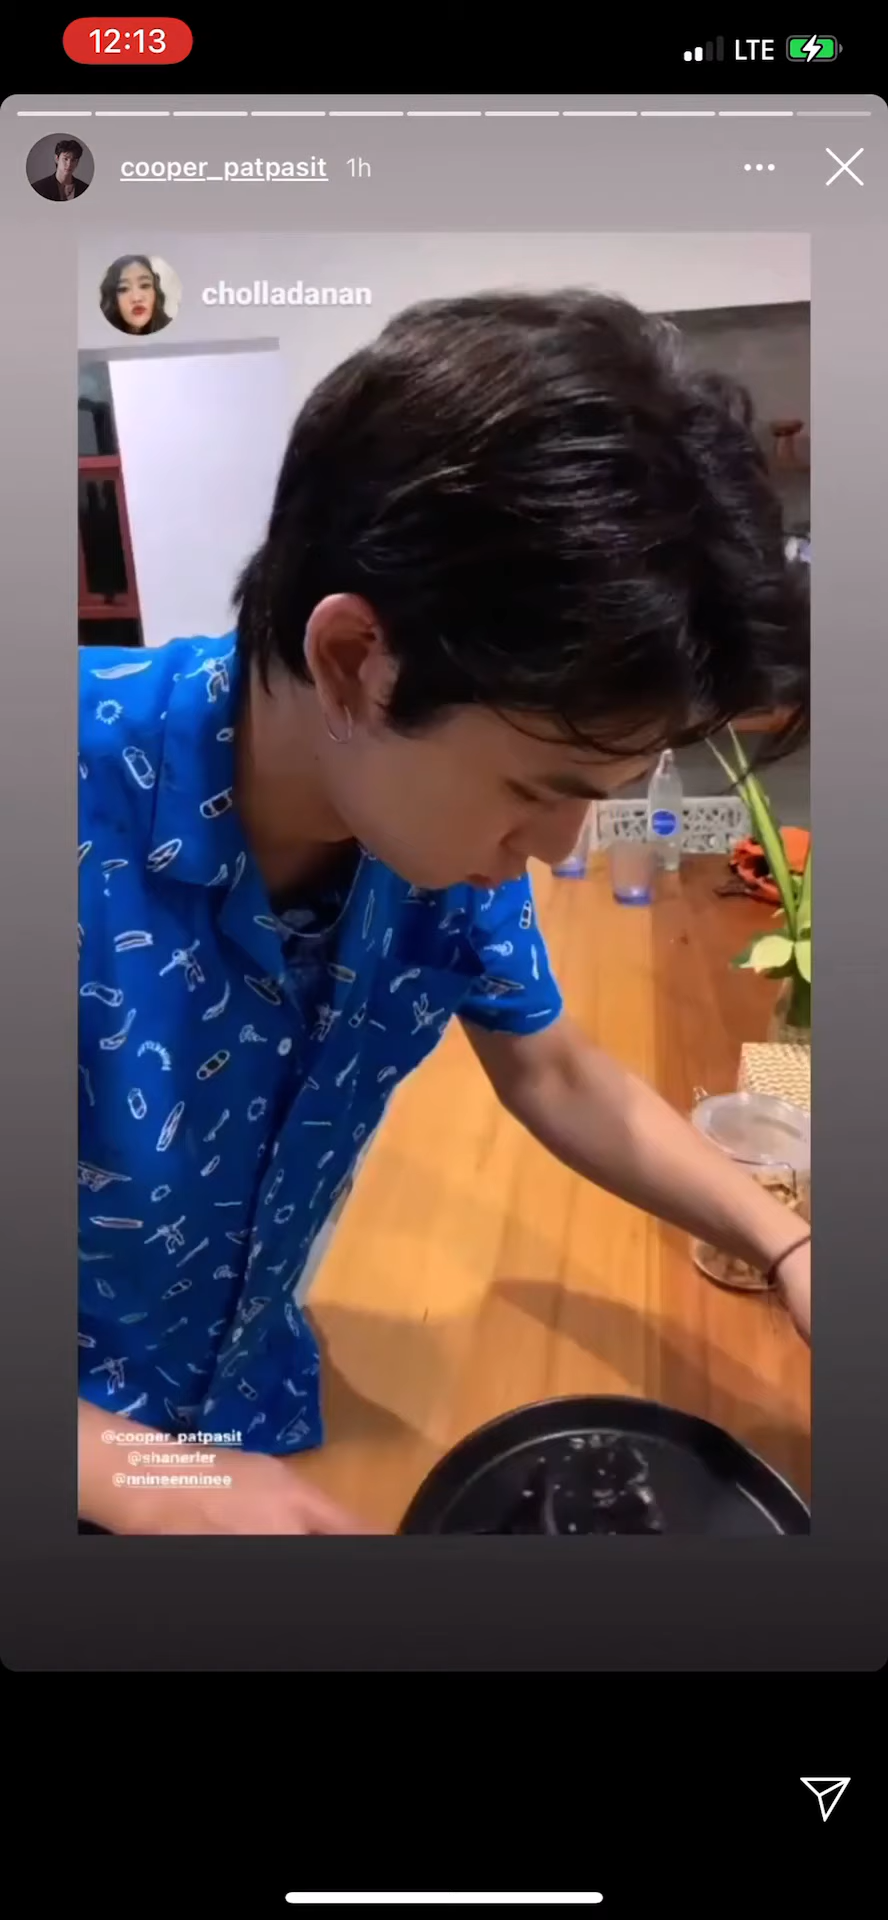 12:13
LTE
cooper_patpasit 1h
cholladanan
@cooper_patpasit
@shanerler
@nnineenninee